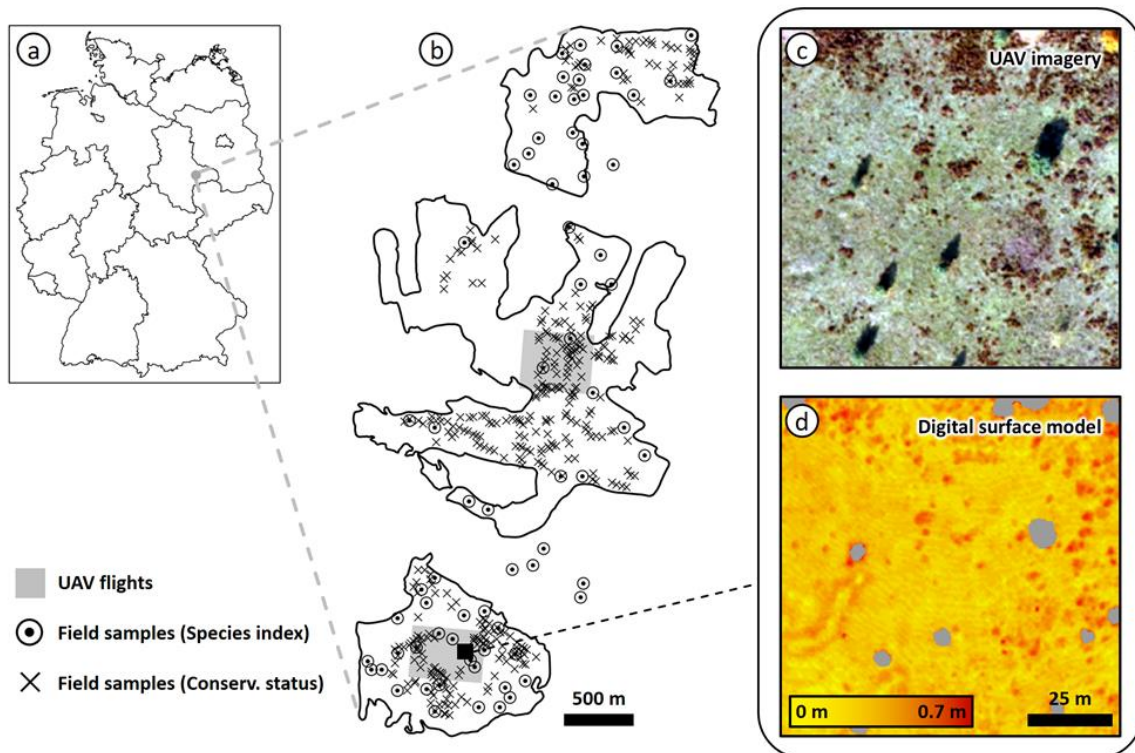 a
b
c
UAV imagery
d
Digital surface model
0 m
0.7 m
25 m
UAV flights
Field samples (Species index)
Field samples (Conserv. status)
500 m